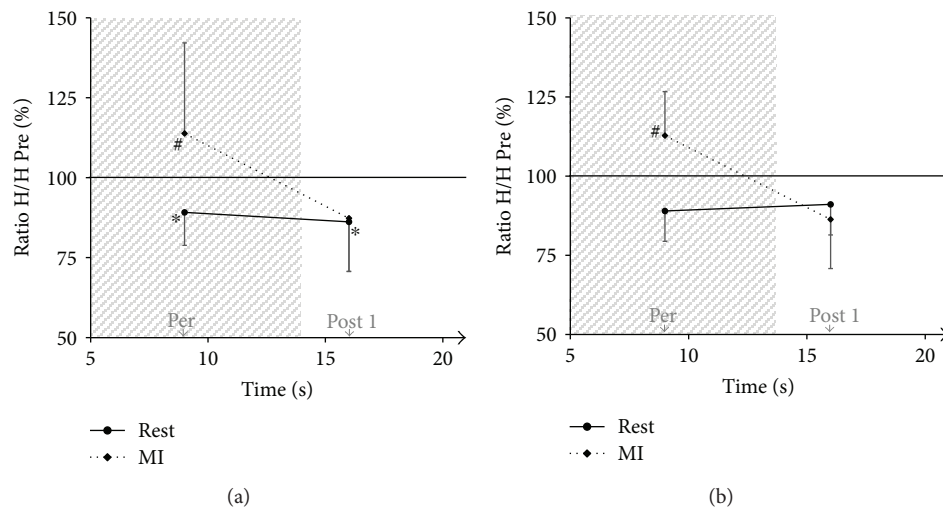 150
125
100
75
50
Ratio H/H Pre (%)
#
*
*
Per
Post 1
5
10
15
20
Time (s)
Rest
MI
(a)
150
125
100
75
50
Ratio H/H Pre (%)
#
Per
Post 1
5
10
15
20
Time (s)
Rest
MI
(b)